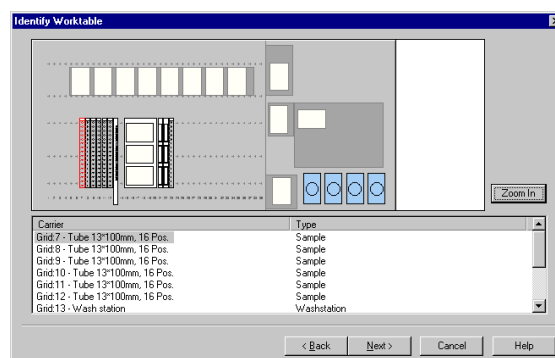 Identify Worktable
Zoom In
Carrier Type
Grid:7 - Tube 13*100mm, 16 Pos. Sample
Grid:8 - Tube 13*100mm, 16 Pos. Sample
Grid:9 - Tube 13*100mm, 16 Pos. Sample
Grid:10 - Tube 13*100mm, 16 Pos. Sample
Grid:11 - Tube 13*100mm, 16 Pos. Sample
Grid:12 - Tube 13*100mm, 16 Pos. Sample
Grid:13 - Wash station Washstation
< Back Next > Cancel Help